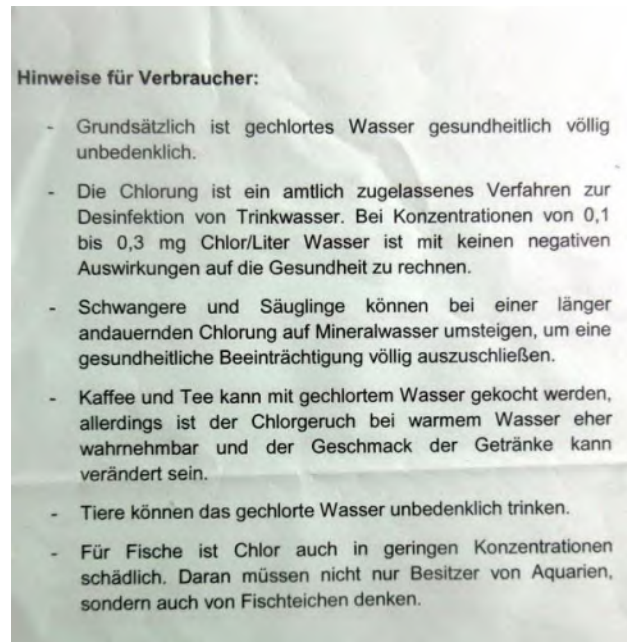 Hinweise für Verbraucher:
- Grundsätzlich ist gechlortes Wasser gesundheitlich völlig
unbedenklich.
- Die Chlorung ist ein amtlich zugelassenes Verfahren zur
Desinfektion von Trinkwasser. Bei Konzentrationen von 0,1
bis 0,3 mg Chlor/Liter Wasser ist mit keinen negativen
Auswirkungen auf die Gesundheit zu rechnen.
- Schwangere und Säuglinge können bei einer länger
andauernden Chlorung auf Mineralwasser umsteigen, um eine
gesundheitliche Beeinträchtigung völlig auszuschließen.
- Kaffee und Tee kann mit gechlortem Wasser gekocht werden,
allerdings ist der Chlorgeruch bei warmem Wasser eher
wahrnehmbar und der Geschmack der Getränke kann
verändert sein.
- Tiere können das gechlorte Wasser unbedenklich trinken.
- Für Fische ist Chlor auch in geringen Konzentrationen
schädlich. Daran müssen nicht nur Besitzer von Aquarien,
sondern auch von Fischteichen denken.